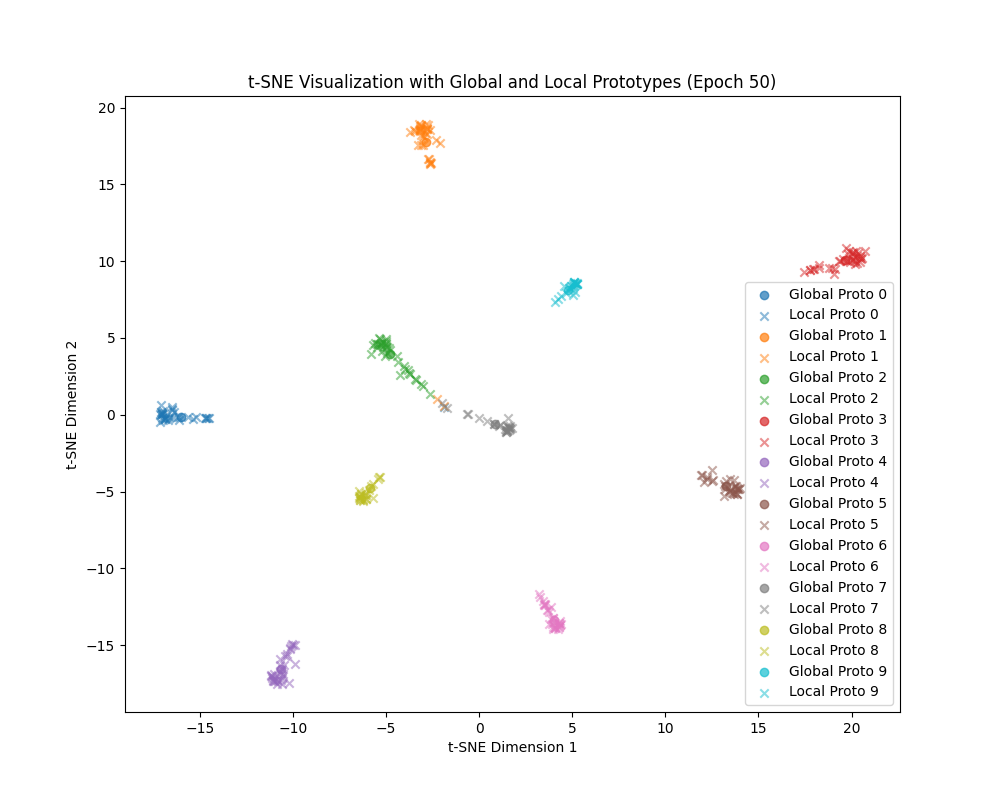 t-SNE Visualization with Global and Local Prototypes (Epoch 50)
20
15
10
5
0
−5
−10
−15
t-SNE Dimension 2
−15
−10
−5
0
5
10
15
20
t-SNE Dimension 1
Global Proto 0
Local Proto 0
Global Proto 1
Local Proto 1
Global Proto 2
Local Proto 2
Global Proto 3
Local Proto 3
Global Proto 4
Local Proto 4
Global Proto 5
Local Proto 5
Global Proto 6
Local Proto 6
Global Proto 7
Local Proto 7
Global Proto 8
Local Proto 8
Global Proto 9
Local Proto 9